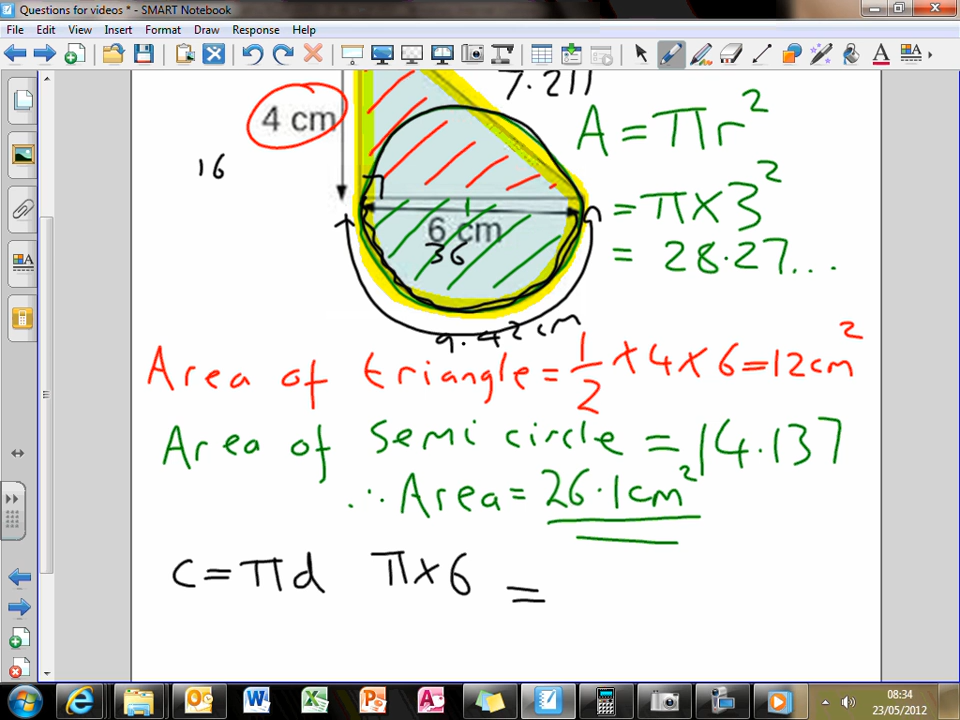 Questions for videos * - SMART Notebook
File Edit View Insert Format Draw Response Help
7.211
4 cm
A = πr²
16
= π×3²
6 cm
36
= 28.27...
9.42cm
Area of triangle = 1/2 × 4 × 6 = 12cm²
Area of semi circle = 14.137
∴ Area = 26.1cm²
C = πd π×6 =
08:34
23/05/2012